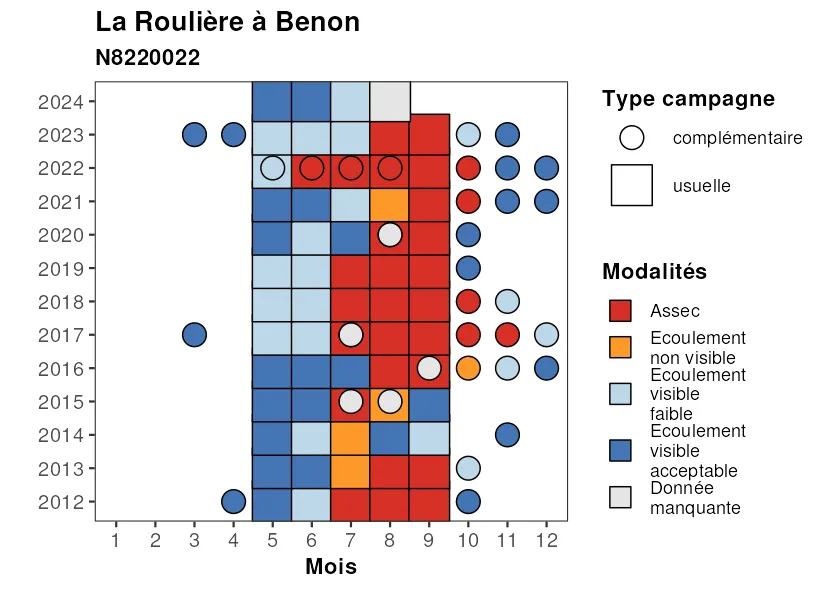 La Roulière à Benon
N8220022
2024
2023
2022
2021
2020
2019
2018
2017
2016
2015
2014
2013
2012
1 2 3 4 5 6 7 8 9 10 11 12
Mois
Type campagne
complémentaire
usuelle
Modalités
Assec
Ecoulement
non visible
Ecoulement
visible
faible
Ecoulement
visible
acceptable
Donnée
manquante